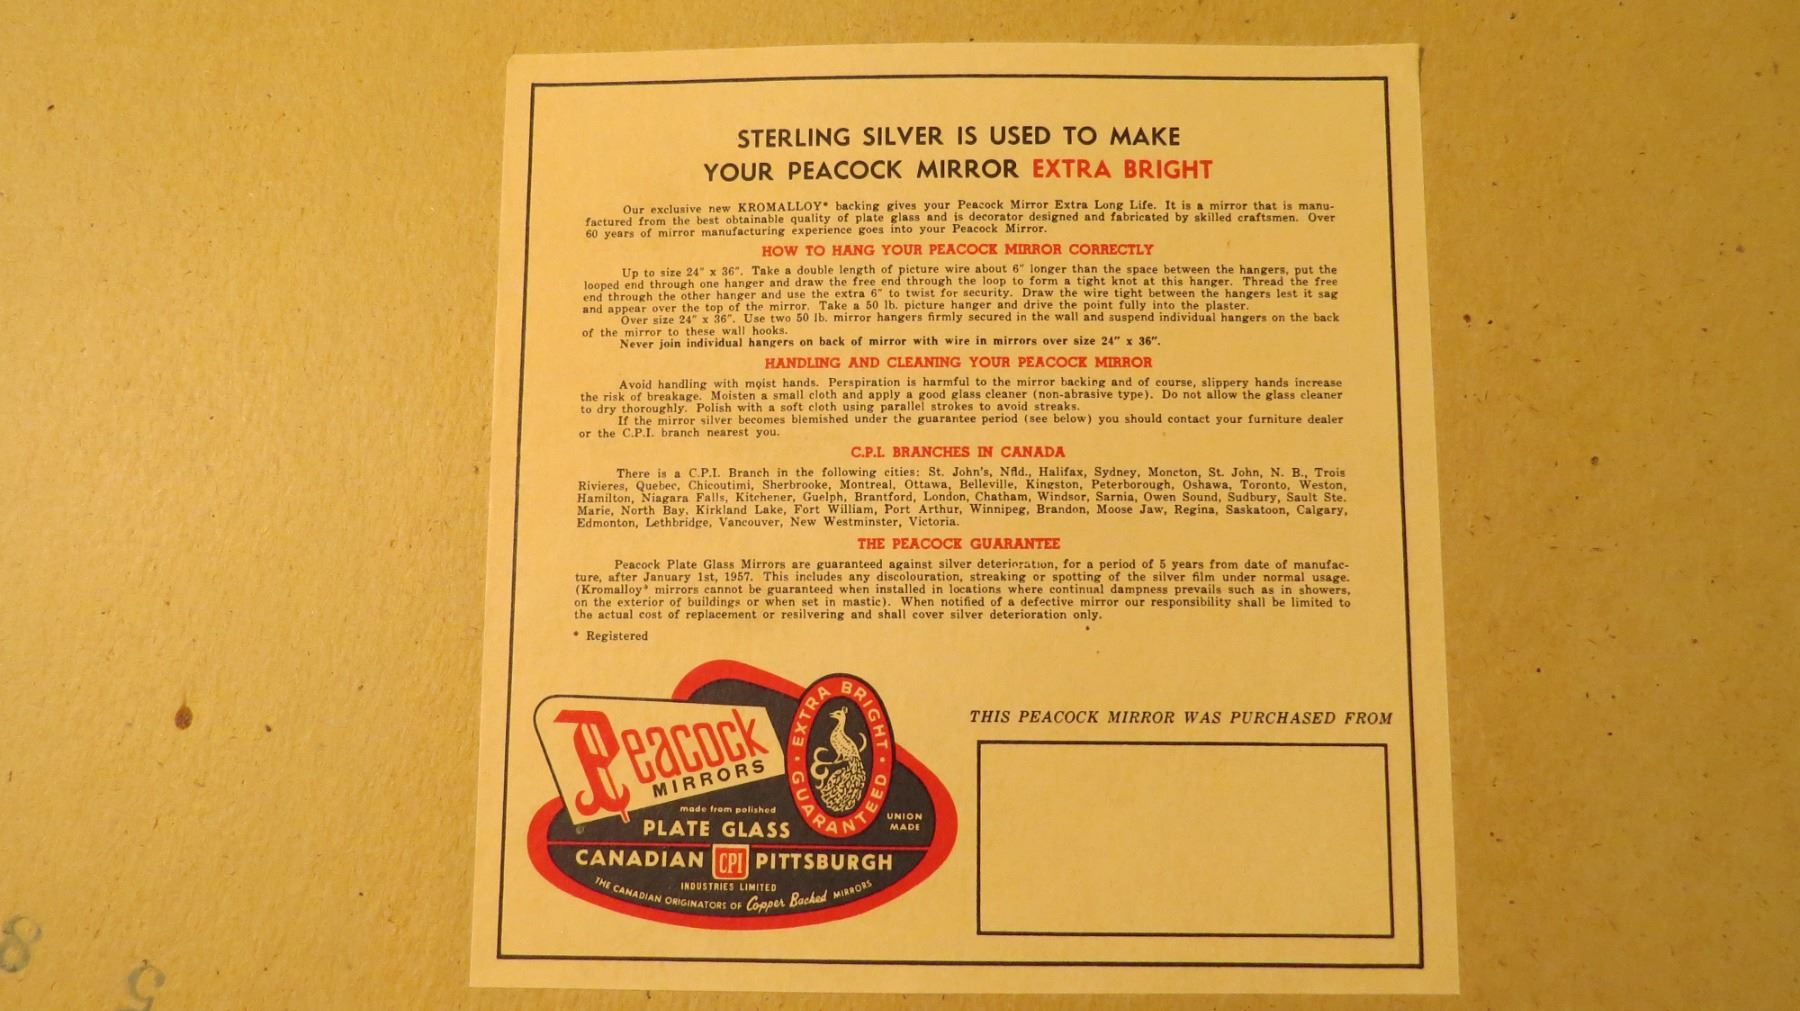 STERLING SILVER IS USED TO MAKE
YOUR PEACOCK MIRROR EXTRA BRIGHT
Our exclusive new KROMALLOY* backing gives your Peacock Mirror Extra Long Life. It is a mirror that is manu-
factured from the best obtainable quality of plate glass and is decorator designed and fabricated by skilled craftsmen. Over
60 years of mirror manufacturing experience goes into your Peacock Mirror.
HOW TO HANG YOUR PEACOCK MIRROR CORRECTLY
Up to size 24" x 36". Take a double length of picture wire about 6" longer than the space between the hangers, put the
looped end through one hanger and draw the free end through the loop to form a tight knot at this hanger. Thread the free
end through the other hanger and use the extra 6" to twist for security. Draw the wire tight between the hangers lest it sag
and appear over the top of the mirror. Take a 50 lb. picture hanger and drive the point fully into the plaster.
Over size 24" x 36". Use two 50 lb. mirror hangers firmly secured in the wall and suspend individual hangers on the back
of the mirror to these wall hooks.
Never join individual hangers on back of mirror with wire in mirrors over size 24" x 36".
HANDLING AND CLEANING YOUR PEACOCK MIRROR
Avoid handling with moist hands. Perspiration is harmful to the mirror backing and of course, slippery hands increase
the risk of breakage. Moisten a small cloth and apply a good glass cleaner (non-abrasive type). Do not allow the glass cleaner
to dry thoroughly. Polish with a soft cloth using parallel strokes to avoid streaks.
If the mirror silver becomes blemished under the guarantee period (see below) you should contact your furniture dealer
or the C.P.I. branch nearest you.
C.P.I. BRANCHES IN CANADA
There is a C.P.I. Branch in the following cities: St. John's, Nfld., Halifax, Sydney, Moncton, St. John, N. B., Trois
Rivieres, Quebec, Chicoutimi, Sherbrooke, Montreal, Ottawa, Belleville, Kingston, Peterborough, Oshawa, Toronto, Weston,
Hamilton, Niagara Falls, Kitchener, Guelph, Brantford, London, Chatham, Windsor, Sarnia, Owen Sound, Sudbury, Sault Ste.
Marie, North Bay, Kirkland Lake, Fort William, Port Arthur, Winnipeg, Brandon, Moose Jaw, Regina, Saskatoon, Calgary,
Edmonton, Lethbridge, Vancouver, New Westminster, Victoria.
THE PEACOCK GUARANTEE
Peacock Plate Glass Mirrors are guaranteed against silver deterioration, for a period of 5 years from date of manufac-
ture, after January 1st, 1957. This includes any discolouration, streaking or spotting of the silver film under normal usage.
(Kromalloy* mirrors cannot be guaranteed when installed in locations where continual dampness prevails such as in showers,
on the exterior of buildings or when set in mastic). When notified of a defective mirror our responsibility shall be limited to
the actual cost of replacement or resilvering and shall cover silver deterioration only.
* Registered
Peacock
MIRRORS
EXTRA BRIGHT
GUARANTEED
made from polished
PLATE GLASS
UNION
MADE
CANADIAN CPI PITTSBURGH
INDUSTRIES LIMITED
THE CANADIAN ORIGINATORS OF Copper Backed MIRRORS
THIS PEACOCK MIRROR WAS PURCHASED FROM
8 5